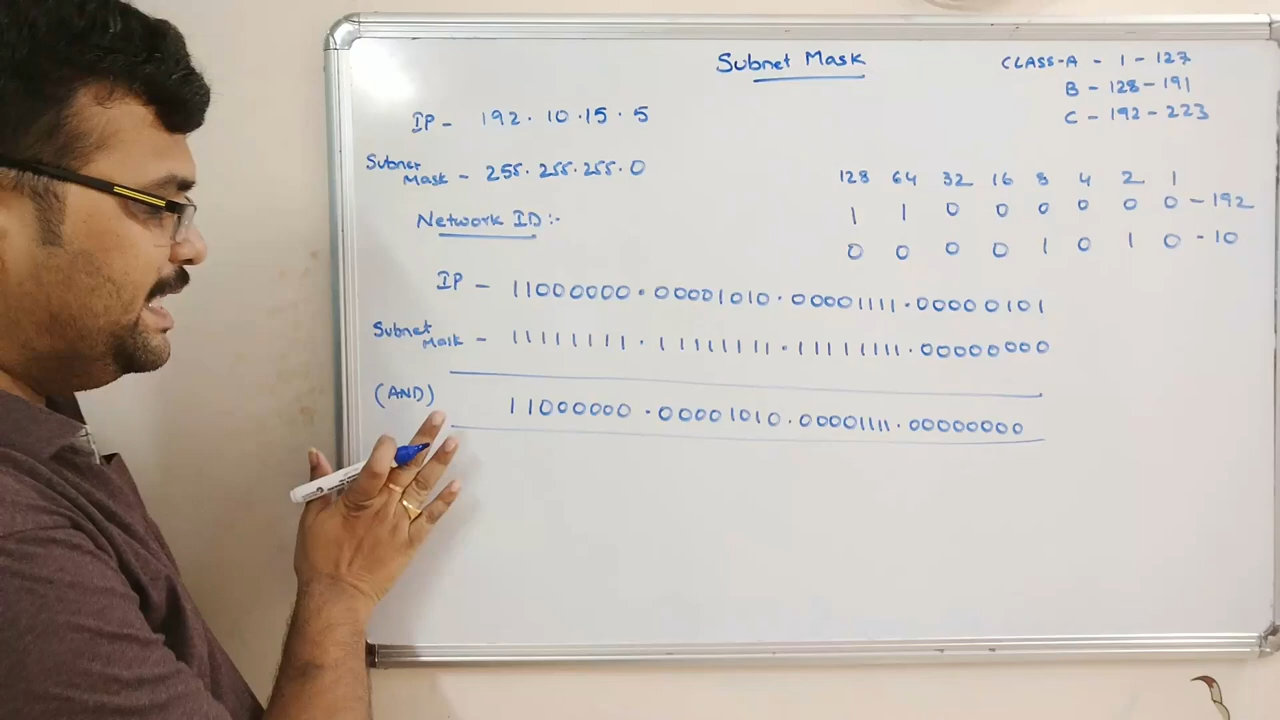 Subnet Mask
CLASS-A - 1 - 127
B - 128 - 191
C - 192 - 223
IP - 192.10.15.5
Subnet Mask - 255.255.255.0
Network ID :-
128 64 32 16 8 4 2 1
1 1 0 0 0 0 0 0 - 192
0 0 0 0 1 0 1 0 - 10
IP - 11000000.00001010.00001111.00000101
Subnet Mask - 11111111.11111111.11111111.00000000
(AND) 11000000.00001010.00001111.00000000